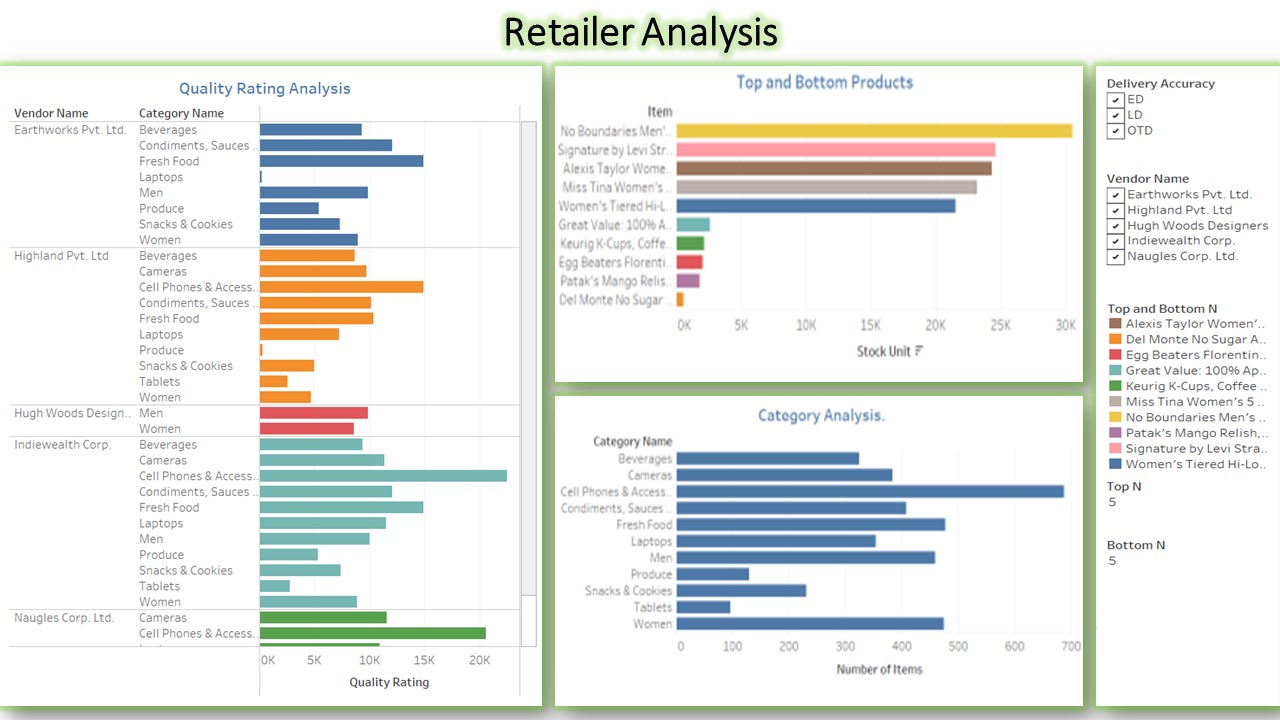 Retailer Analysis
Quality Rating Analysis
Vendor Name Category Name
Earthworks Pvt. Ltd. Beverages
Condiments, Sauces ..
Fresh Food
Laptops
Men
Produce
Snacks & Cookies
Women
Highland Pvt. Ltd Beverages
Cameras
Cell Phones & Access..
Condiments, Sauces ..
Fresh Food
Laptops
Produce
Snacks & Cookies
Tablets
Women
Hugh Woods Design.. Men
Women
Indiewealth Corp. Beverages
Cameras
Cell Phones & Access..
Condiments, Sauces ..
Fresh Food
Laptops
Men
Produce
Snacks & Cookies
Tablets
Women
Naugles Corp. Ltd. Cameras
Cell Phones & Access..
0K 5K 10K 15K 20K
Quality Rating
Top and Bottom Products
Item
No Boundaries Men'..
Signature by Levi Str..
Alexis Taylor Wome..
Miss Tina Women's ..
Women's Tiered Hi-L..
Great Value: 100% A..
Keurig K-Cups, Coffe..
Egg Beaters Florenti..
Patak's Mango Relis..
Del Monte No Sugar ..
0K 5K 10K 15K 20K 25K 30K
Stock Unit
Category Analysis.
Category Name
Beverages
Cameras
Cell Phones & Access..
Condiments, Sauces ..
Fresh Food
Laptops
Men
Produce
Snacks & Cookies
Tablets
Women
0 100 200 300 400 500 600 700
Number of Items
Delivery Accuracy
ED
LD
OTD
Vendor Name
Earthworks Pvt. Ltd.
Highland Pvt. Ltd
Hugh Woods Designers
Indiewealth Corp.
Naugles Corp. Ltd.
Top and Bottom N
Alexis Taylor Women'..
Del Monte No Sugar A..
Egg Beaters Florentin..
Great Value: 100% Ap..
Keurig K-Cups, Coffee ..
Miss Tina Women's 5 ..
No Boundaries Men's ..
Patak's Mango Relish,..
Signature by Levi Stra..
Women's Tiered Hi-Lo..
Top N
5
Bottom N
5